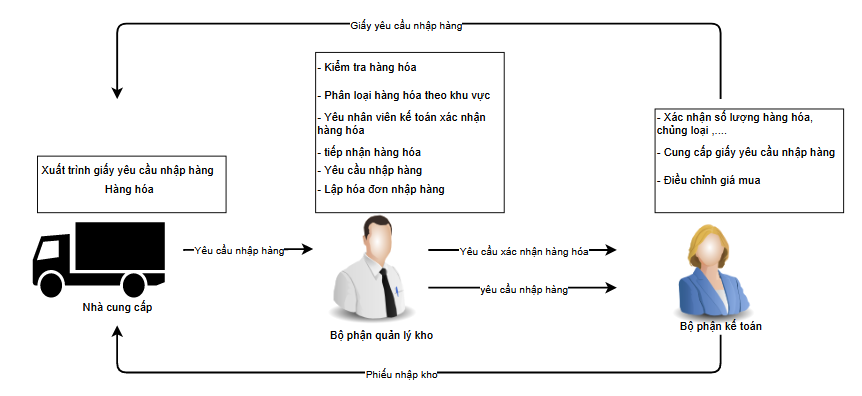 Giấy yêu cầu nhập hàng
- Kiểm tra hàng hóa
- Phân loại hàng hóa theo khu vực
- Yêu nhân viên kế toán xác nhận
hàng hóa
- tiếp nhận hàng hóa
- Yêu cầu nhập hàng
- Lập hóa đơn nhập hàng
- Xác nhận số lượng hàng hóa,
chủng loại ,....
- Cung cấp giấy yêu cầu nhập hàng
- Điều chỉnh giá mua
Xuất trình giấy yêu cầu nhập hàng
Hàng hóa
Yêu cầu nhập hàng
Yêu cầu xác nhận hàng hóa
yêu cầu nhập hàng
Nhà cung cấp
Bộ phận quản lý kho
Bộ phận kế toán
Phiếu nhập kho